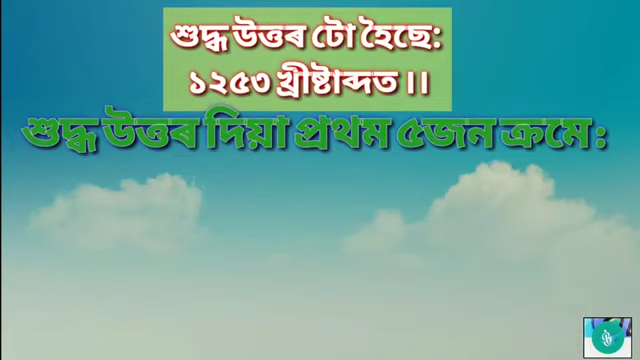 শুদ্ধ উত্তৰ টো হৈছে:
১২৫৩ খ্ৰীষ্টাব্দত ।।
শুদ্ধ উত্তৰ দিয়া প্ৰথম ৫জন ক্ৰমে :